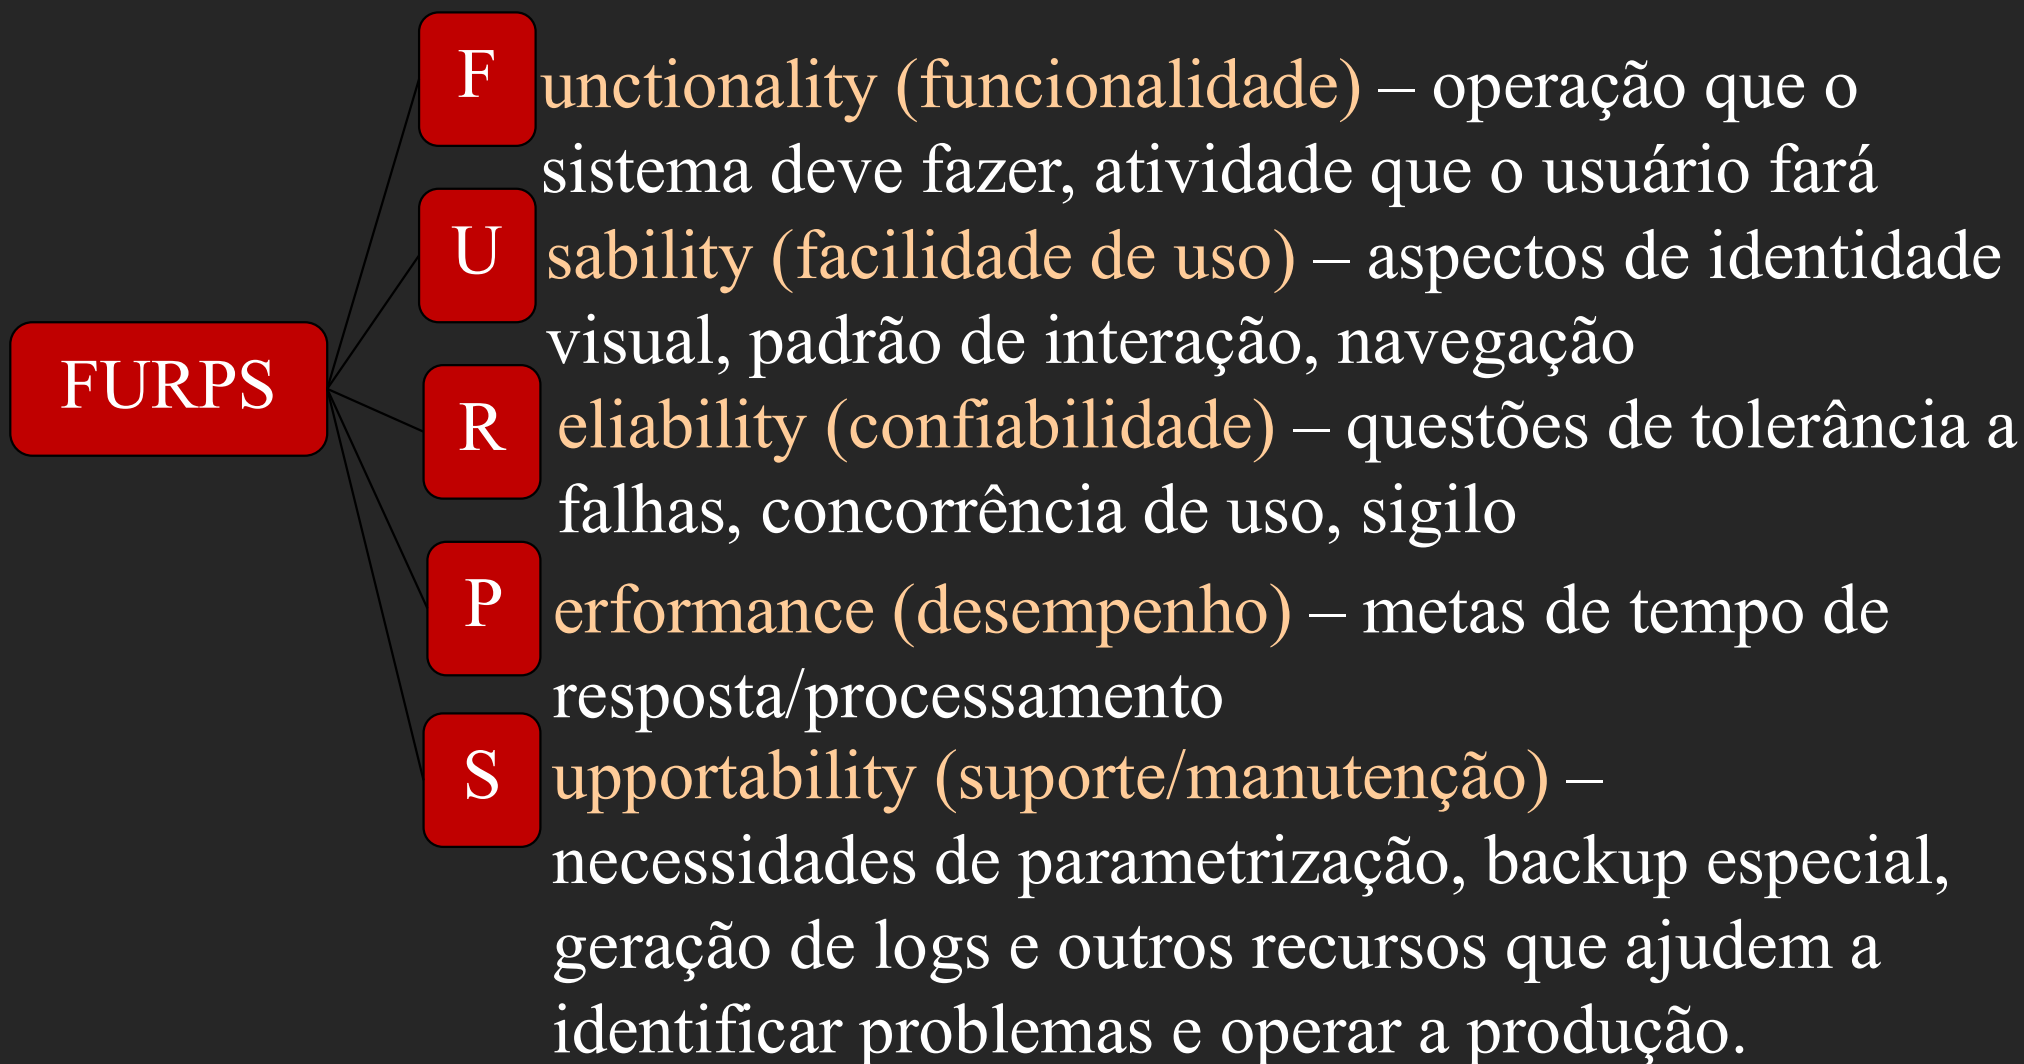 FURPS
F unctionality (funcionalidade) – operação que o
sistema deve fazer, atividade que o usuário fará
U sability (facilidade de uso) – aspectos de identidade
visual, padrão de interação, navegação
R eliability (confiabilidade) – questões de tolerância a
falhas, concorrência de uso, sigilo
P erformance (desempenho) – metas de tempo de
resposta/processamento
S upportability (suporte/manutenção) –
necessidades de parametrização, backup especial,
geração de logs e outros recursos que ajudem a
identificar problemas e operar a produção.